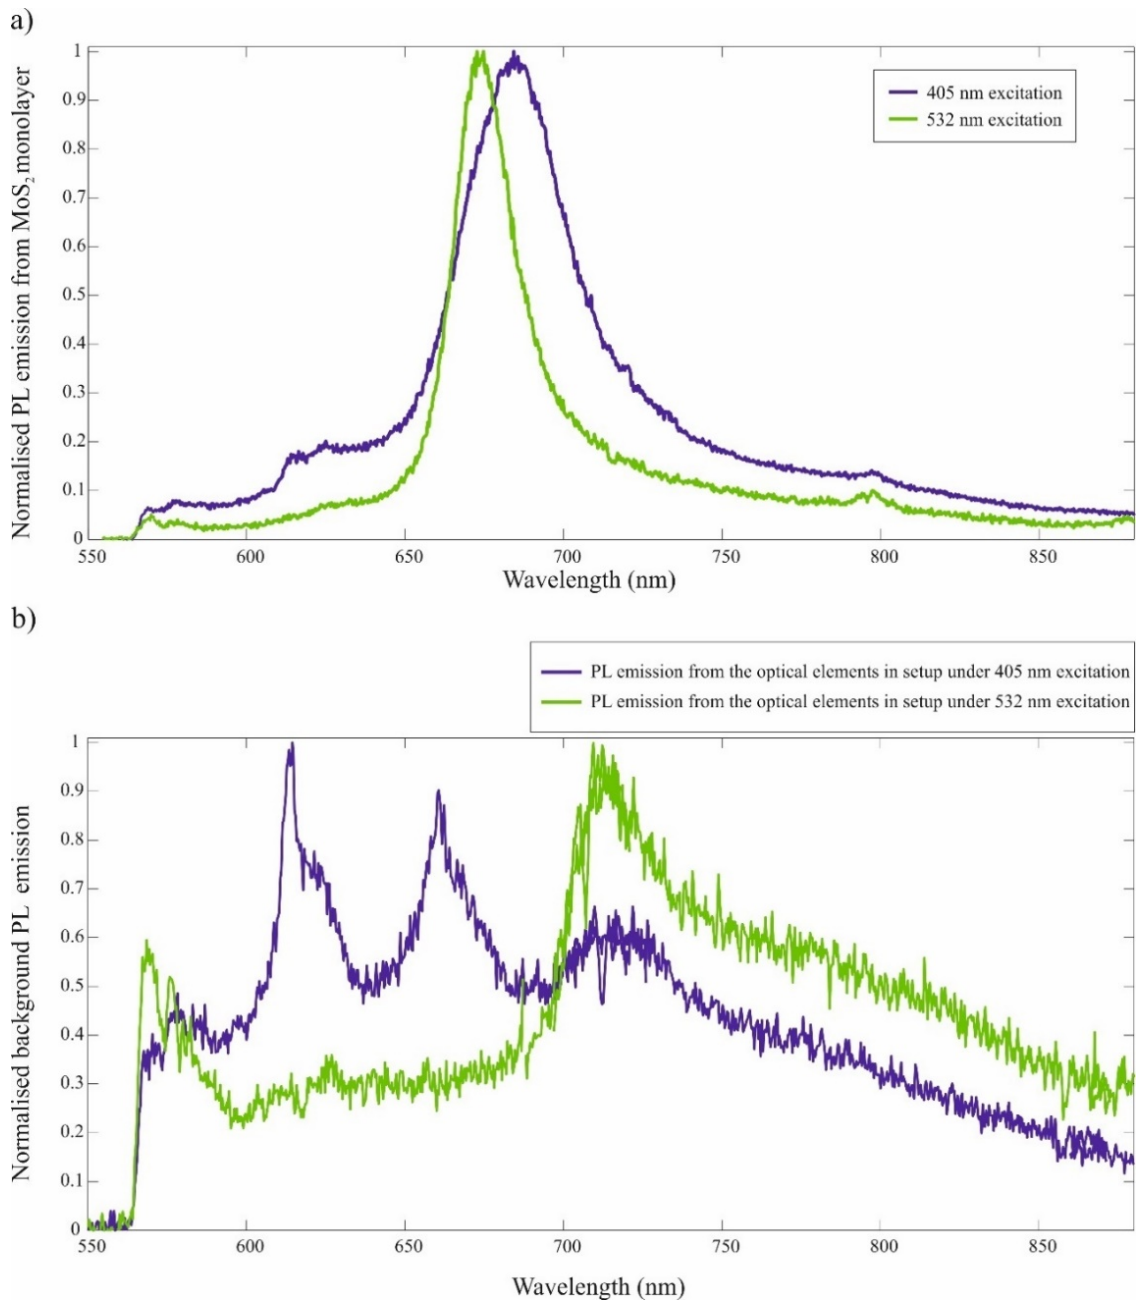 a)
Normalised PL emission from MoS₂ monolayer
1
0.9
0.8
0.7
0.6
0.5
0.4
0.3
0.2
0.1
0
405 nm excitation
532 nm excitation
550 600 650 700 750 800 850
Wavelength (nm)
b)
PL emission from the optical elements in setup under 405 nm excitation
PL emission from the optical elements in setup under 532 nm excitation
Normalised background PL emission
1
0.9
0.8
0.7
0.6
0.5
0.4
0.3
0.2
0.1
0
550 600 650 700 750 800 850
Wavelength (nm)